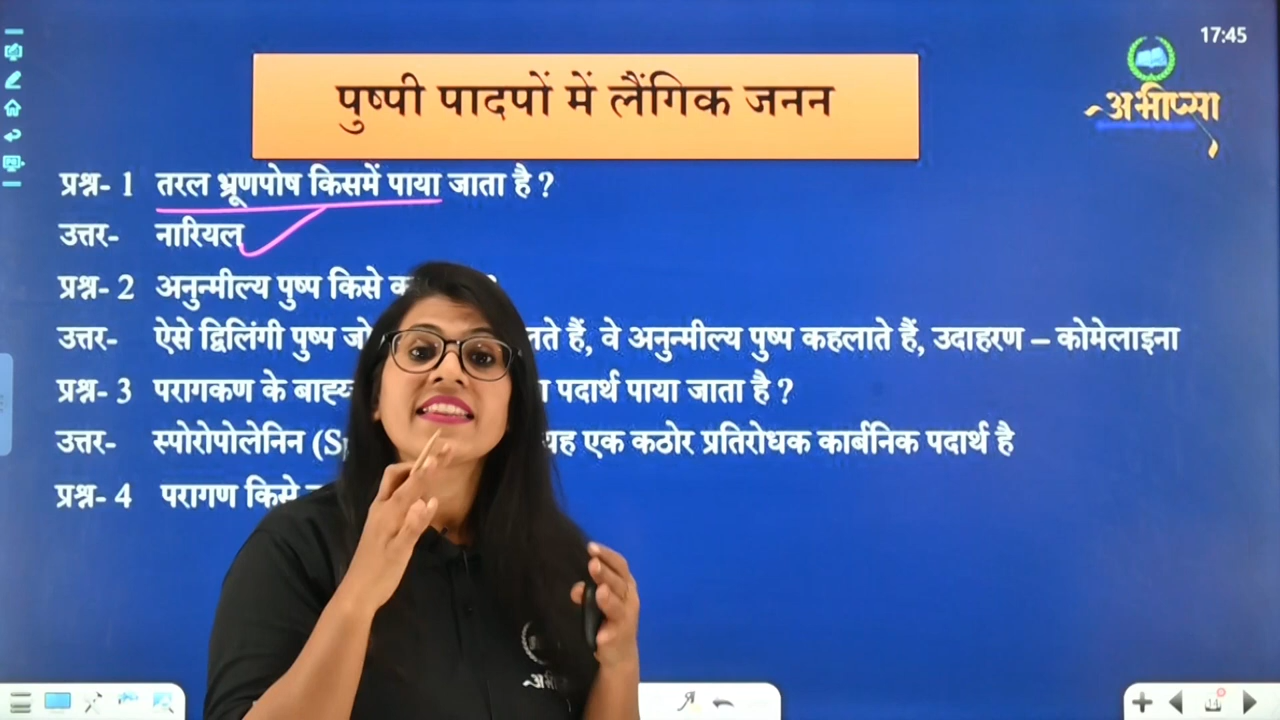 17:45
अभीप्सा
पुष्पी पादपों में लैंगिक जनन
प्रश्न- 1 तरल भ्रूणपोष किसमें पाया जाता है ?
उत्तर- नारियल
प्रश्न- 2 अनुन्मील्य पुष्प किसे
उत्तर- ऐसे द्विलिंगी पुष्प जो हैं, वे अनुन्मील्य पुष्प कहलाते हैं, उदाहरण – कोमेलाइना
प्रश्न- 3 परागकण के पदार्थ पाया जाता है ?
उत्तर- स्पोरोपोलेनिन एक कठोर प्रतिरोधक कार्बनिक पदार्थ है
प्रश्न- 4 परागण किसे
14